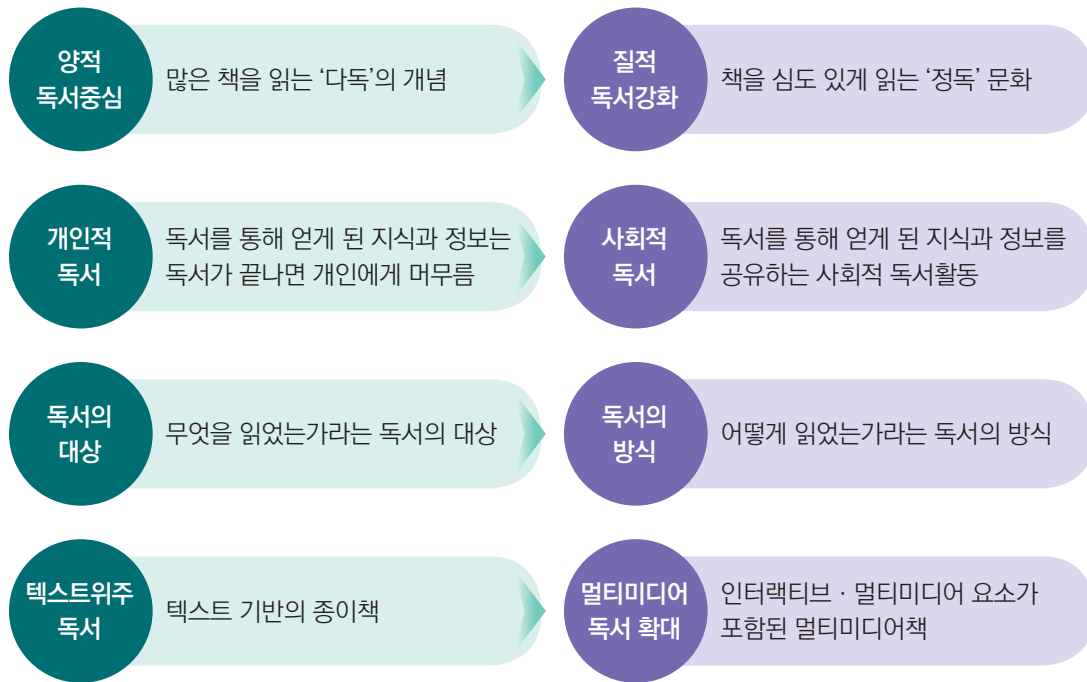 양적
독서중심
많은 책을 읽는 ‘다독’의 개념
질적
독서강화
책을 심도 있게 읽는 ‘정독’ 문화
개인적
독서
독서를 통해 얻게 된 지식과 정보는
독서가 끝나면 개인에게 머무름
사회적
독서
독서를 통해 얻게 된 지식과 정보를
공유하는 사회적 독서활동
독서의
대상
무엇을 읽었는가라는 독서의 대상
독서의
방식
어떻게 읽었는가라는 독서의 방식
텍스트위주
독서
텍스트 기반의 종이책
멀티미디어
독서 확대
인터랙티브 · 멀티미디어 요소가
포함된 멀티미디어책